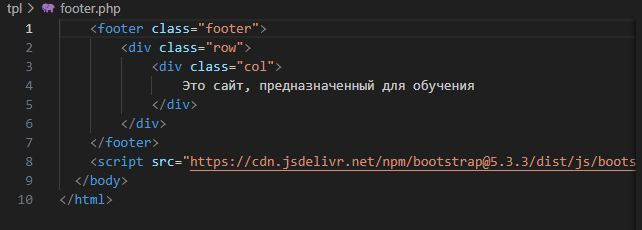 tpl > footer.php
1 <footer class="footer">
2 <div class="row">
3 <div class="col">
4 Это сайт, предназначенный для обучения
5 </div>
6 </div>
7 </footer>
8 <script src="https://cdn.jsdelivr.net/npm/bootstrap@5.3.3/dist/js/boots
9 </body>
10 </html>